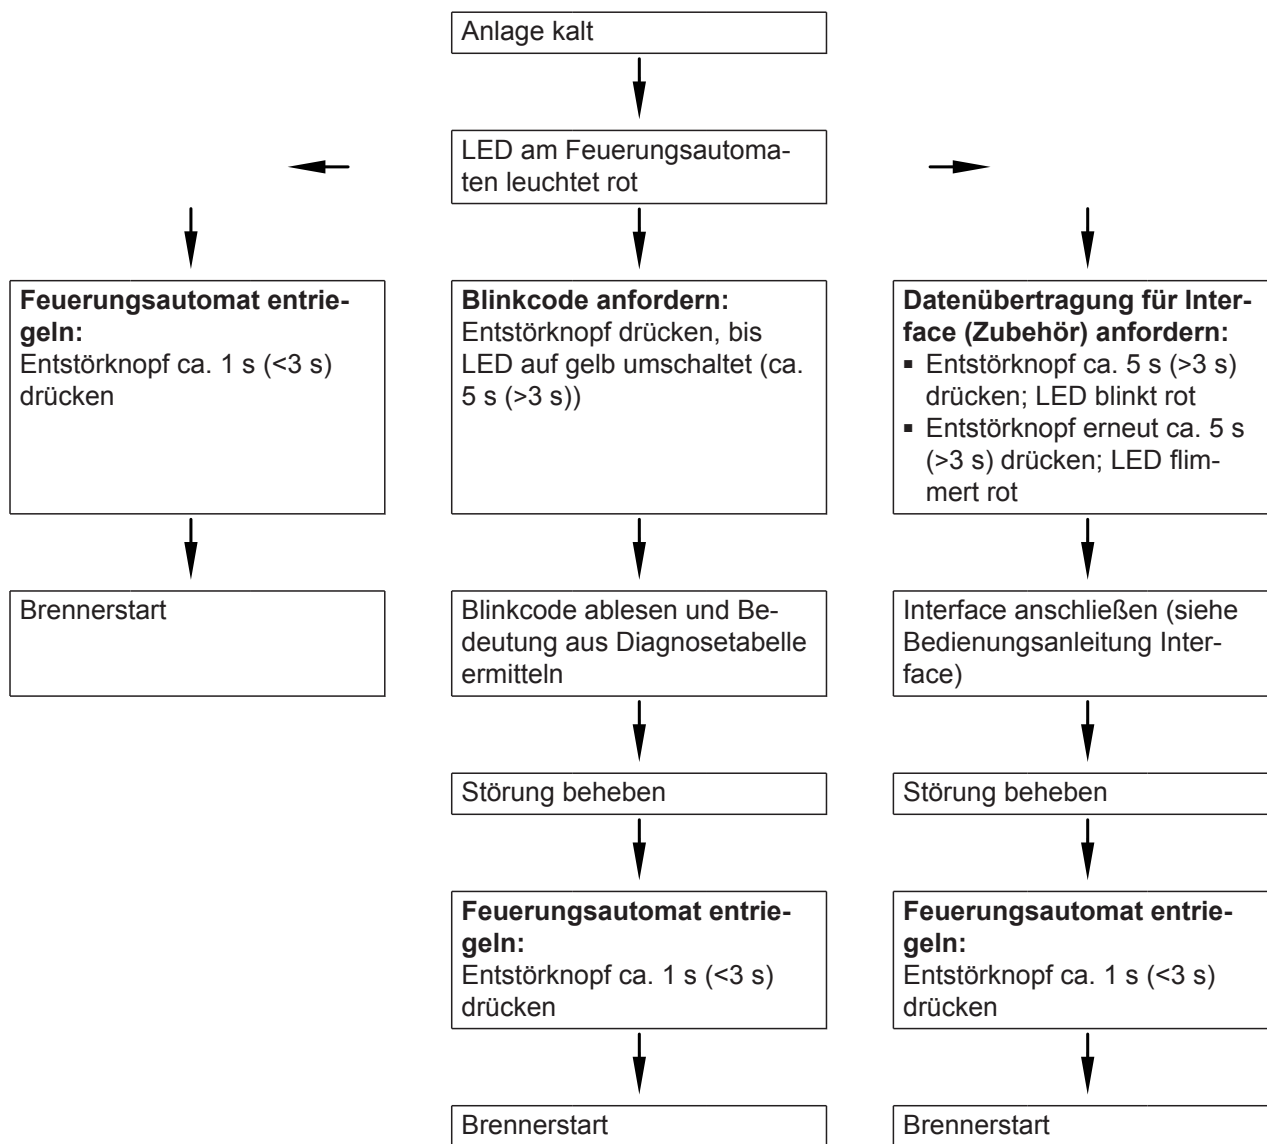 Anlage kalt
LED am Feuerungsautoma-
ten leuchtet rot
Feuerungsautomat entrie-
geln:
Entstörknopf ca. 1 s (<3 s)
drücken
Brennerstart
Blinkcode anfordern:
Entstörknopf drücken, bis
LED auf gelb umschaltet (ca.
5 s (>3 s))
Blinkcode ablesen und Be-
deutung aus Diagnosetabelle
ermitteln
Störung beheben
Feuerungsautomat entrie-
geln:
Entstörknopf ca. 1 s (<3 s)
drücken
Brennerstart
Datenübertragung für Inter-
face (Zubehör) anfordern:
▪ Entstörknopf ca. 5 s (>3 s)
drücken; LED blinkt rot
▪ Entstörknopf erneut ca. 5 s
(>3 s) drücken; LED flim-
mert rot
Interface anschließen (siehe
Bedienungsanleitung Inter-
face)
Störung beheben
Feuerungsautomat entrie-
geln:
Entstörknopf ca. 1 s (<3 s)
drücken
Brennerstart